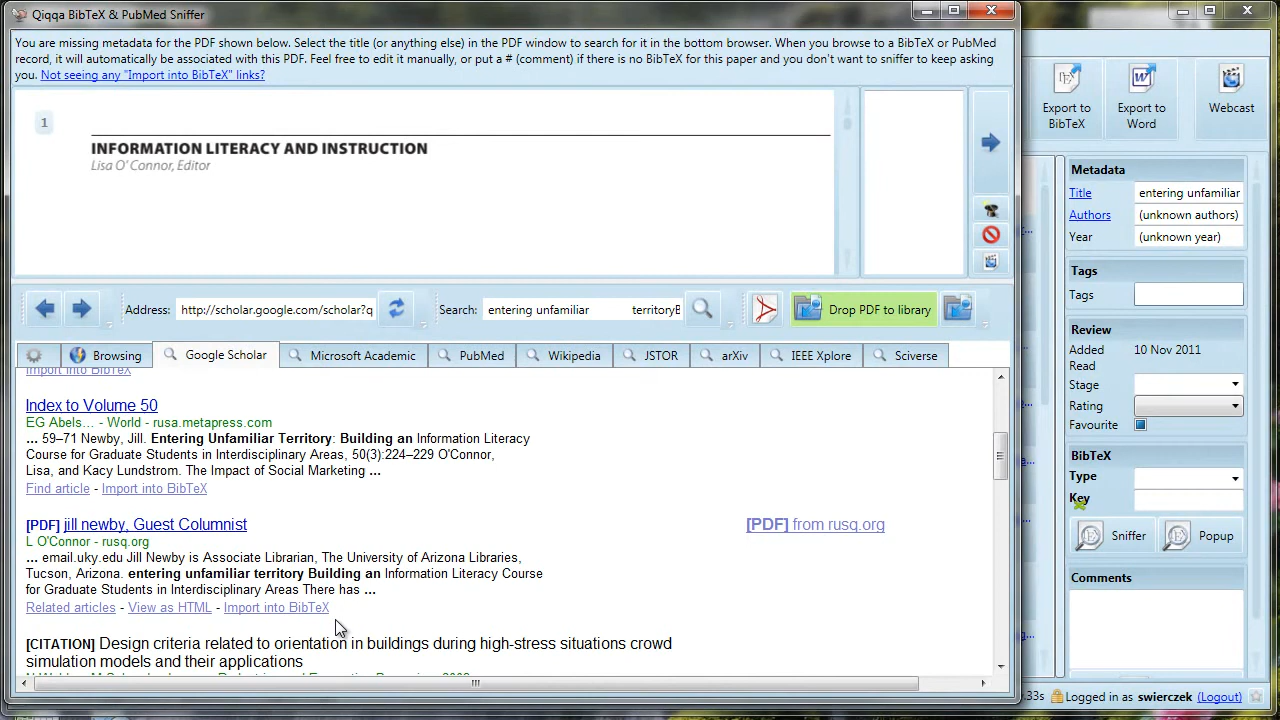 Qiqqa BibTeX & PubMed Sniffer
You are missing metadata for the PDF shown below. Select the title (or anything else) in the PDF window to search for it in the bottom browser. When you browse to a BibTeX or PubMed
record, it will automatically be associated with this PDF. Feel free to edit it manually, or put a # (comment) if there is no BibTeX for this paper and you don't want to sniffer to keep asking
you. Not seeing any "Import into BibTeX" links?
1
INFORMATION LITERACY AND INSTRUCTION
Lisa O'Connor, Editor
Address: http://scholar.google.com/scholar?q
Search: entering unfamiliar territoryB
Drop PDF to library
Browsing
Google Scholar
Microsoft Academic
PubMed
Wikipedia
JSTOR
arXiv
IEEE Xplore
Sciverse
Import into BibTeX
Index to Volume 50
EG Abels... - World - rusa.metapress.com
... 59–71 Newby, Jill. Entering Unfamiliar Territory: Building an Information Literacy
Course for Graduate Students in Interdisciplinary Areas, 50(3):224–229 O'Connor,
Lisa, and Kacy Lundstrom. The Impact of Social Marketing ...
Find article - Import into BibTeX
[PDF] jill newby, Guest Columnist
[PDF] from rusq.org
L O'Connor - rusq.org
... email.uky.edu Jill Newby is Associate Librarian, The University of Arizona Libraries,
Tucson, Arizona. entering unfamiliar territory Building an Information Literacy Course
for Graduate Students in Interdisciplinary Areas There has ...
Related articles - View as HTML - Import into BibTeX
[CITATION] Design criteria related to orientation in buildings during high-stress situations crowd
simulation models and their applications
Export to
BibTeX
Export to
Word
Webcast
Metadata
Title entering unfamiliar
Authors (unknown authors)
Year (unknown year)
Tags
Tags
Review
Added 10 Nov 2011
Read
Stage
Rating
Favourite
BibTeX
Type
Key
Sniffer
Popup
Comments
.33s
Logged in as swierczek (Logout)